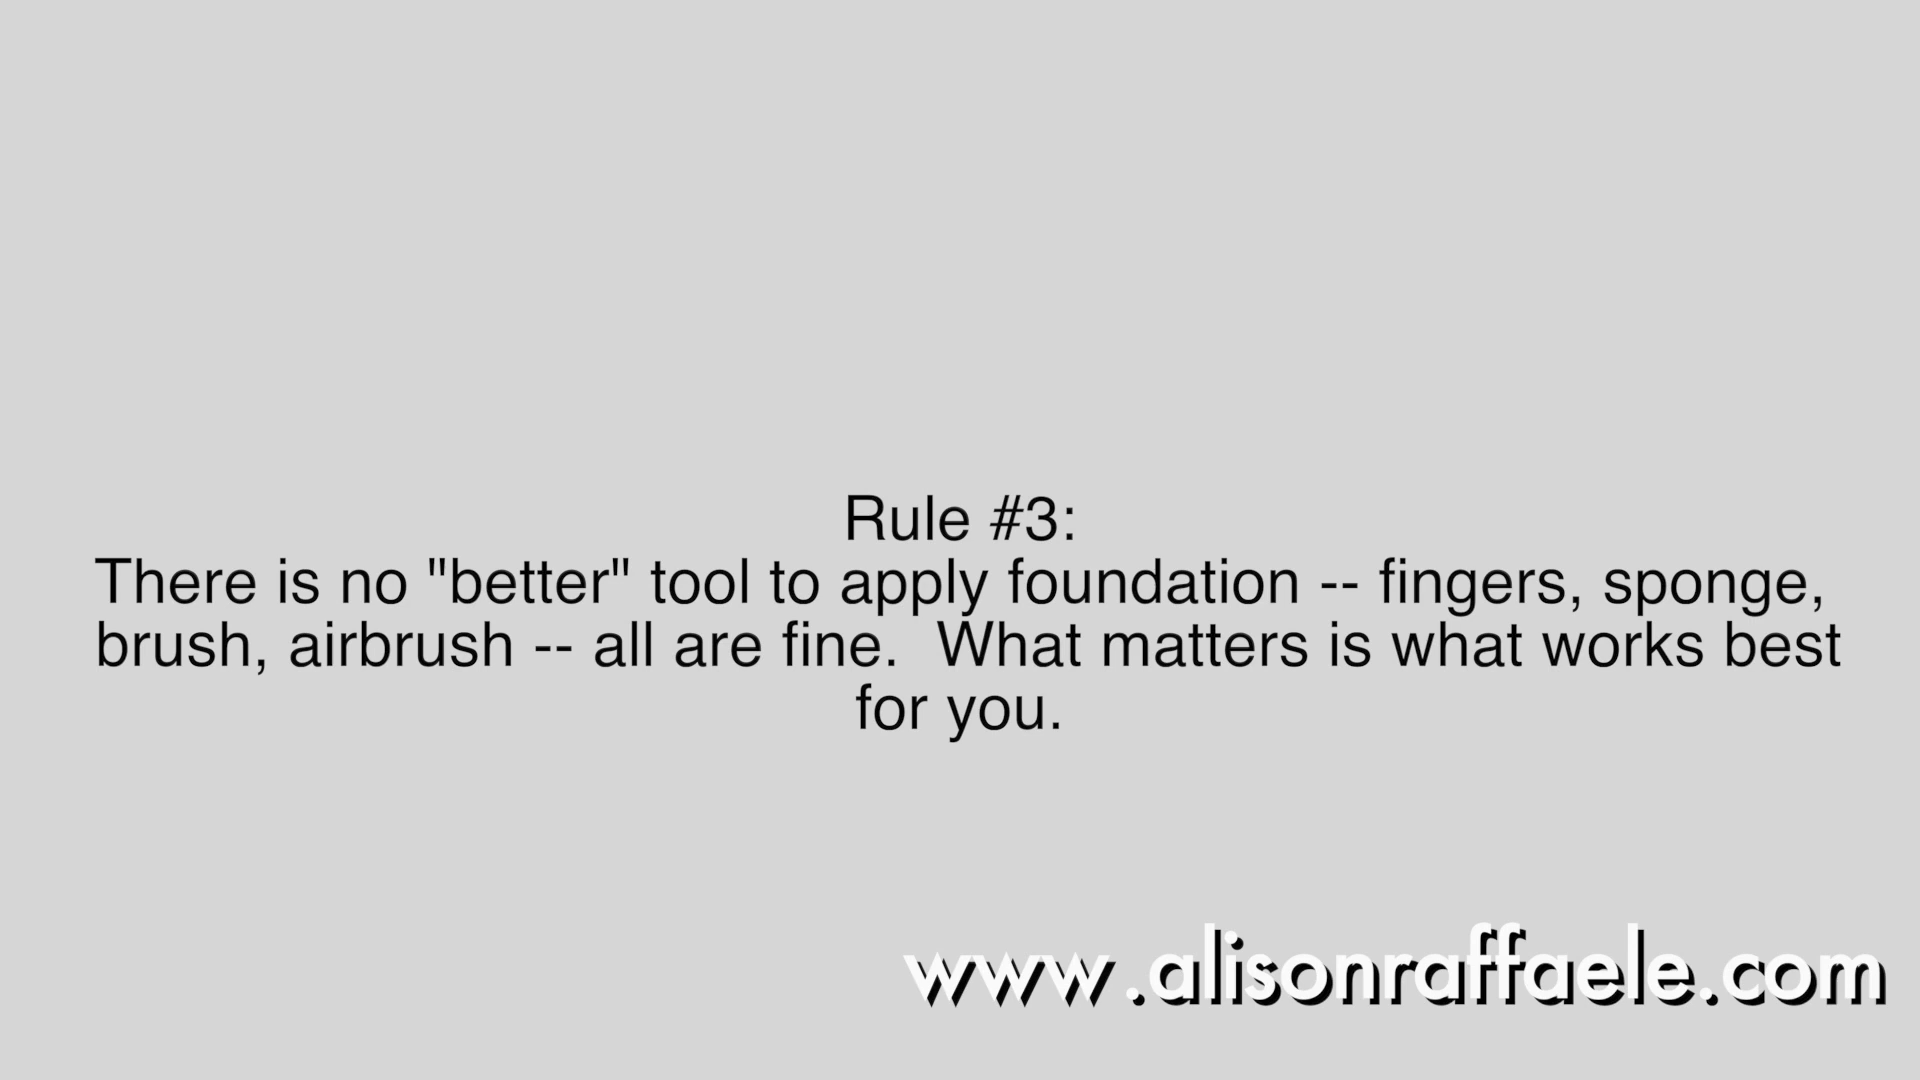 Rule #3:
There is no "better" tool to apply foundation -- fingers, sponge,
brush, airbrush -- all are fine.  What matters is what works best
for you.
www.alisonraffaele.com